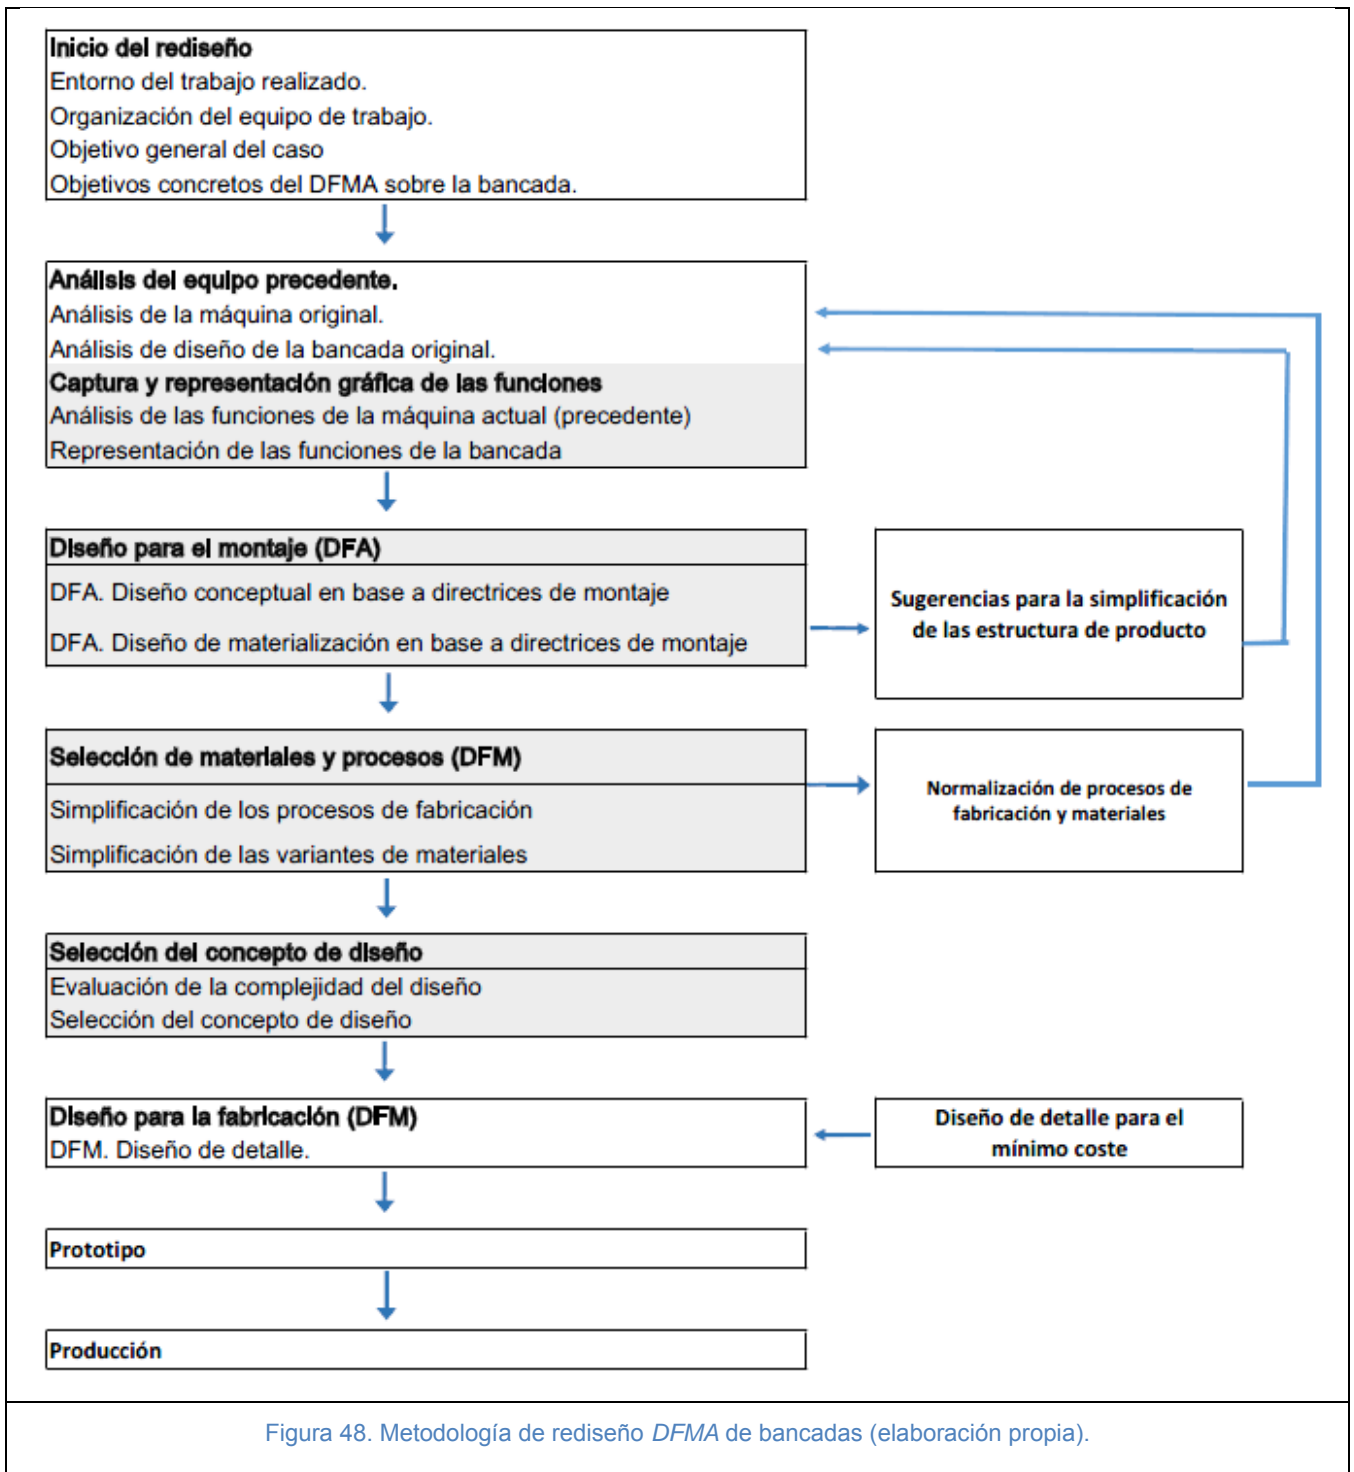 Inicio del rediseño
Entorno del trabajo realizado.
Organización del equipo de trabajo.
Objetivo general del caso
Objetivos concretos del DFMA sobre la bancada.
Análisis del equipo precedente.
Análisis de la máquina original.
Análisis de diseño de la bancada original.
Captura y representación gráfica de las funciones
Análisis de las funciones de la máquina actual (precedente)
Representación de las funciones de la bancada
Diseño para el montaje (DFA)
DFA. Diseño conceptual en base a directrices de montaje
DFA. Diseño de materialización en base a directrices de montaje
Sugerencias para la simplificación
de las estructura de producto
Selección de materiales y procesos (DFM)
Simplificación de los procesos de fabricación
Simplificación de las variantes de materiales
Normalización de procesos de
fabricación y materiales
Selección del concepto de diseño
Evaluación de la complejidad del diseño
Selección del concepto de diseño
Diseño para la fabricación (DFM)
DFM. Diseño de detalle.
Diseño de detalle para el
mínimo coste
Prototipo
Producción
Figura 48. Metodología de rediseño DFMA de bancadas (elaboración propia).